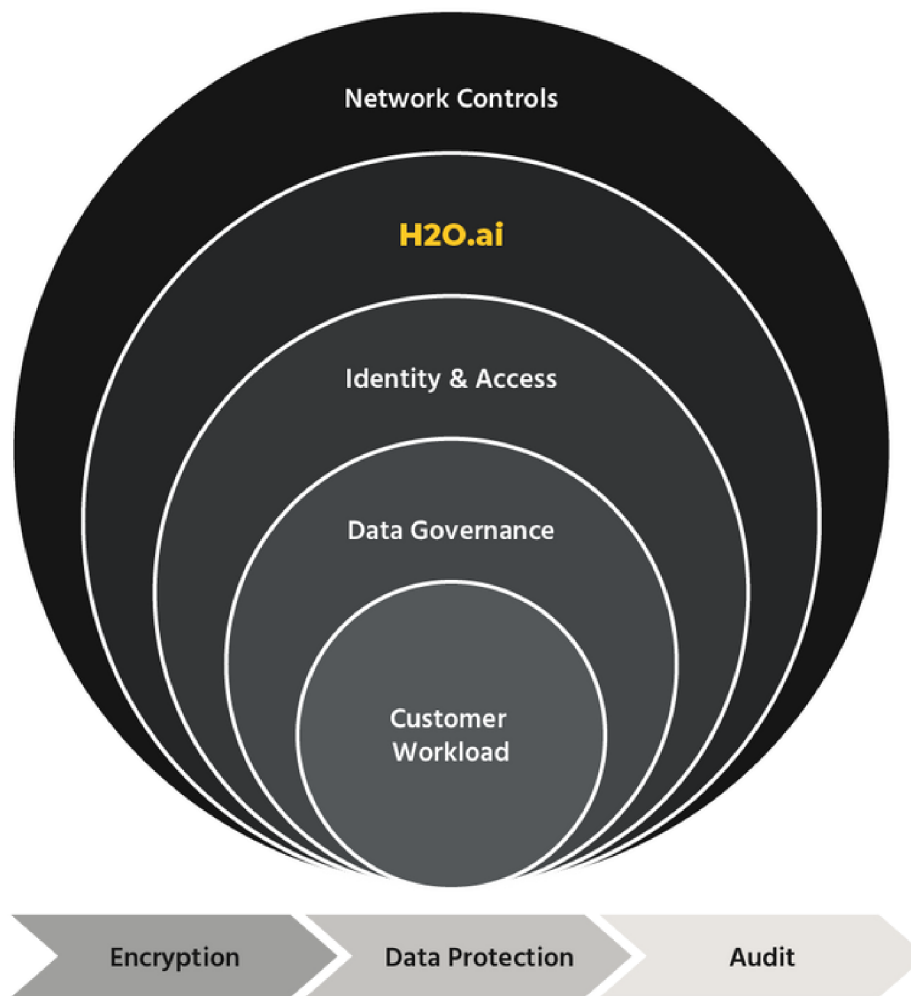 Network Controls
H2O.ai
Identity & Access
Data Governance
Customer
Workload
Encryption
Data Protection
Audit